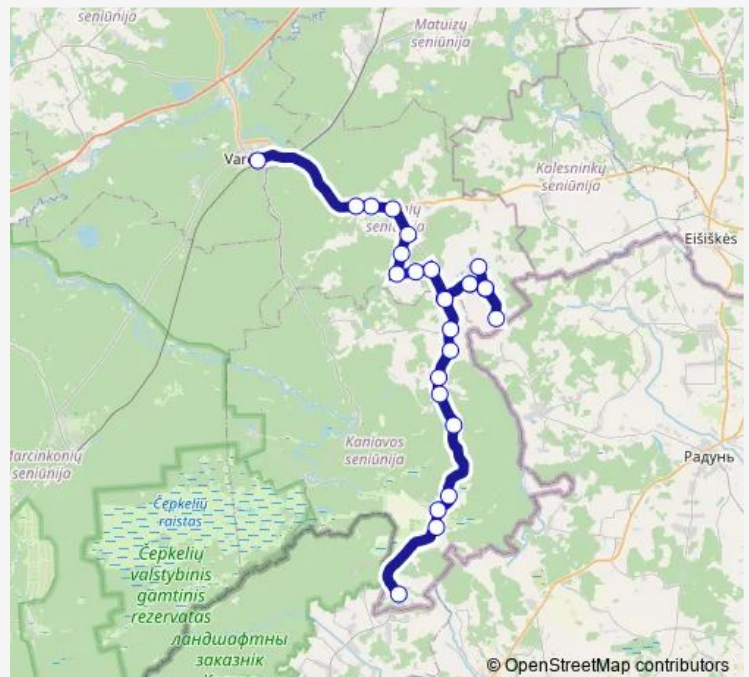 seniūnija
Matuizų
seniūnija
Var
Kalesninkų
seniūnija
Eišiškės
Kaniavos
seniūnija
Радунь
seniūnija
Čepkelių
raistas
Čepkelių
valstybinis
gamtinis
rezervatas
ландшафтны
заказнік
© OpenStreetMap contributors